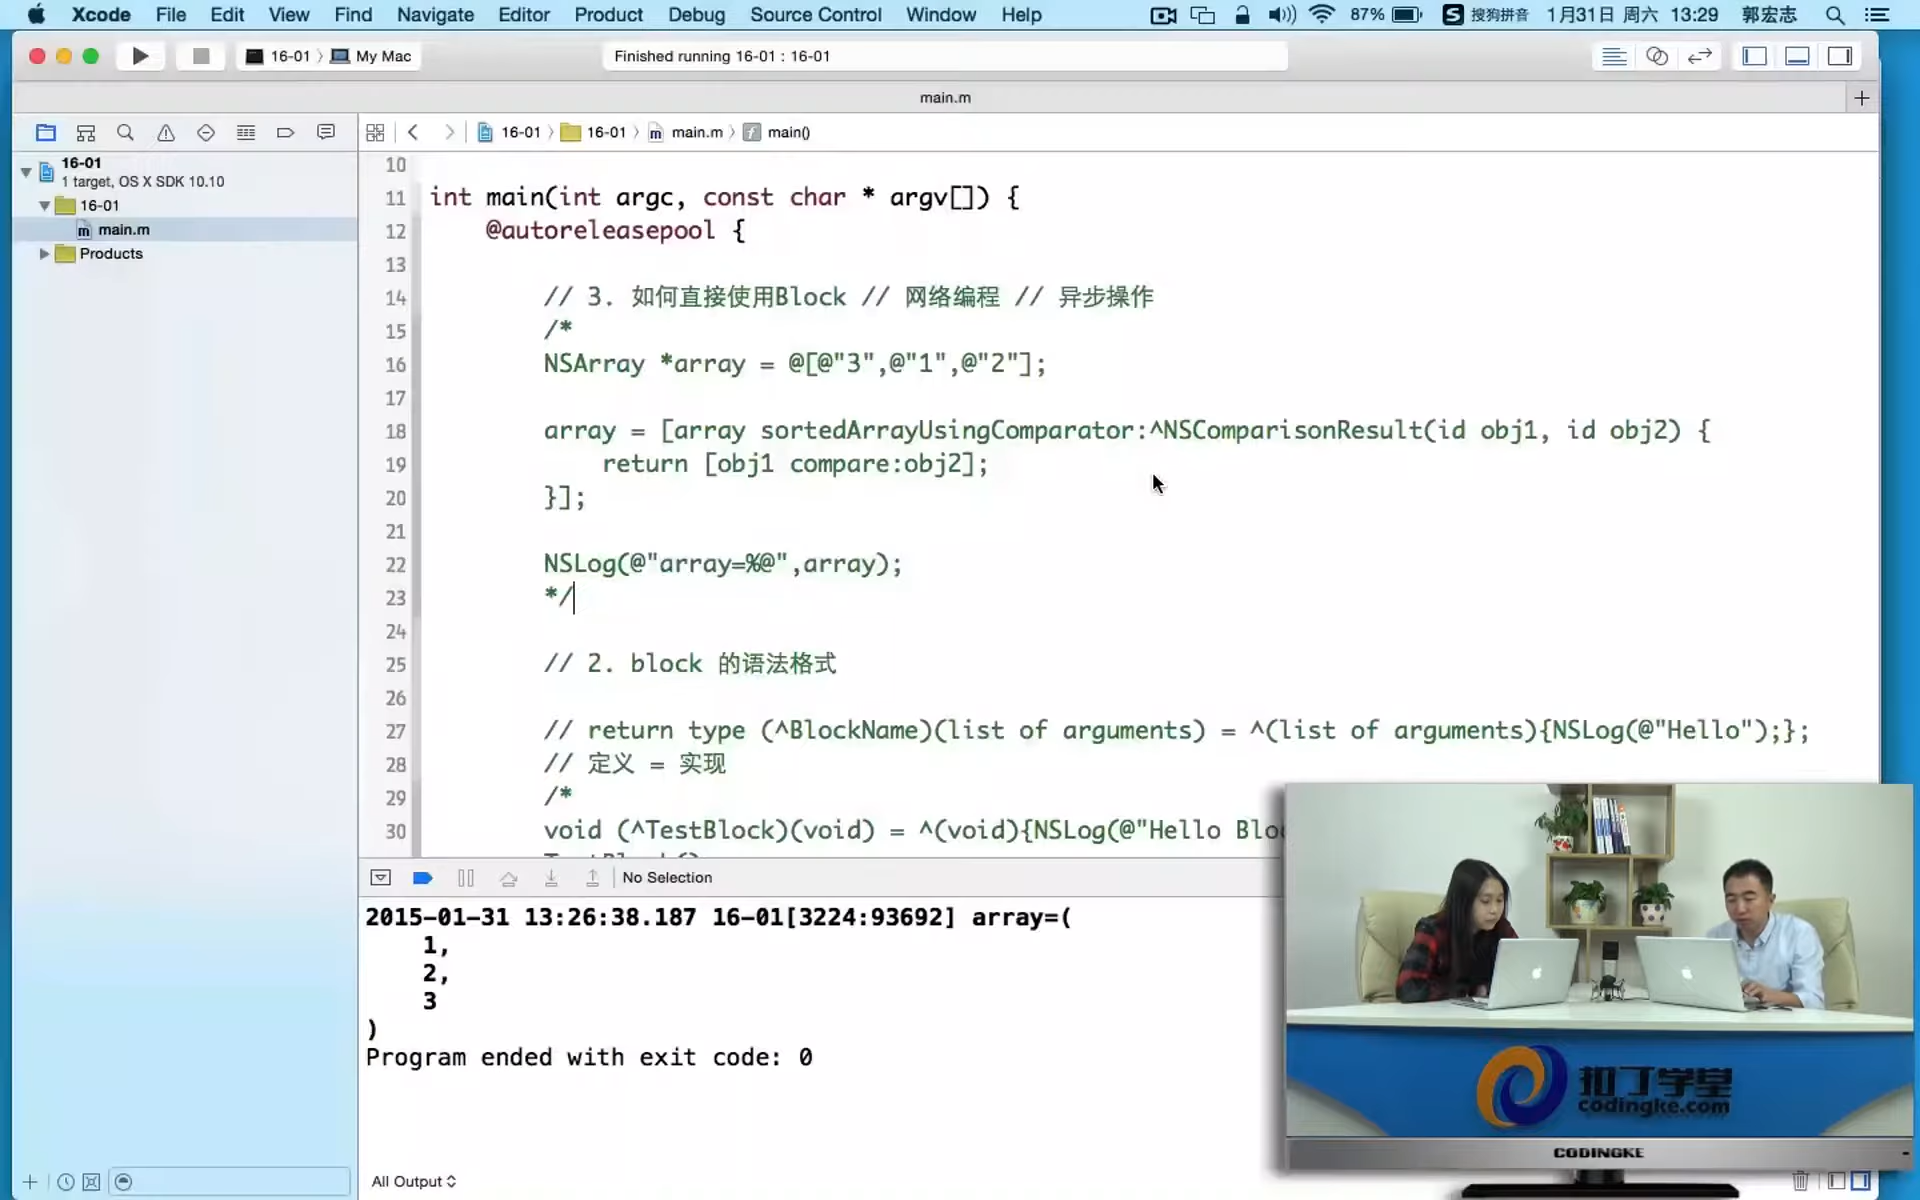 Xcode File Edit View Find Navigate Editor Product Debug Source Control Window Help 87% S 搜狗拼音 1月31日 周六 13:29 郭宏志
16-01 〉 My Mac
Finished running 16-01 : 16-01
main.m
16-01 〉 16-01 〉 m main.m 〉 f main()
16-01
1 target, OS X SDK 10.10
16-01
m main.m
Products
10
11 int main(int argc, const char * argv[]) {
12 @autoreleasepool {
13
14 // 3. 如何直接使用Block // 网络编程 // 异步操作
15 /*
16 NSArray *array = @[@"3",@"1",@"2"];
17
18 array = [array sortedArrayUsingComparator:^NSComparisonResult(id obj1, id obj2) {
19 return [obj1 compare:obj2];
20 }];
21
22 NSLog(@"array=%@",array);
23 */
24
25 // 2. block 的语法格式
26
27 // return type (^BlockName)(list of arguments) = ^(list of arguments){NSLog(@"Hello");};
28 // 定义 = 实现
29 /*
30 void (^TestBlock)(void) = ^(void){NSLog(@"Hello Bloc
No Selection
2015-01-31 13:26:38.187 16-01[3224:93692] array=(
1,
2,
3
)
Program ended with exit code: 0
All Output
扣丁学堂
codingke.com
CODINGKE